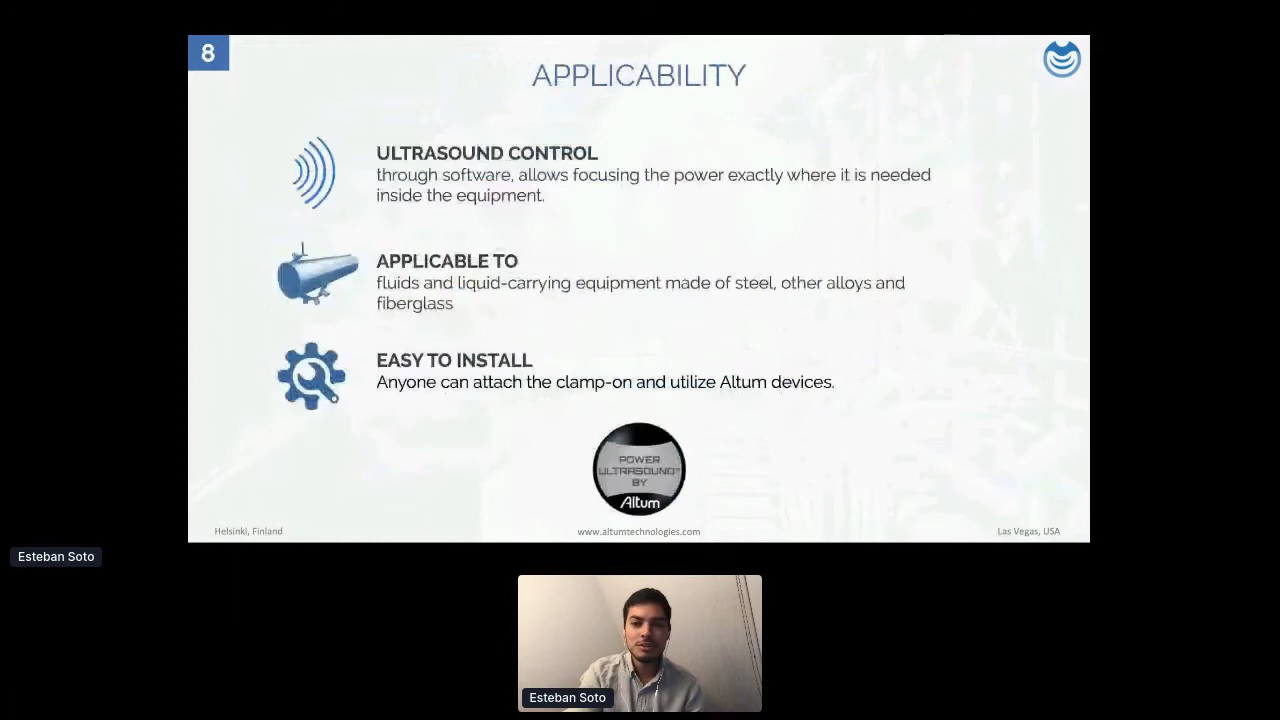 8
APPLICABILITY
ULTRASOUND CONTROL
through software, allows focusing the power exactly where it is needed
inside the equipment.
APPLICABLE TO
fluids and liquid-carrying equipment made of steel, other alloys and
fiberglass
EASY TO INSTALL
Anyone can attach the clamp-on and utilize Altum devices.
POWER
ULTRASOUND™
BY
Altum
Helsinki, Finland
www.altumtechnologies.com
Las Vegas, USA
Esteban Soto
Esteban Soto